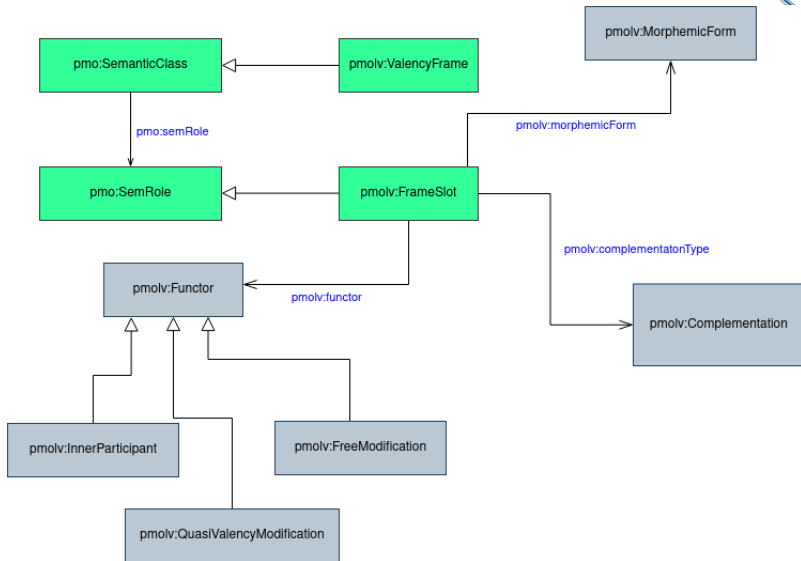 pmolv:MorphemicForm
pmo:SemanticClass
pmolv:ValencyFrame
pmolv:morphemicForm
pmo:semRole
pmo:SemRole
pmolv:FrameSlot
pmolv:complementatonType
pmolv:Functor
pmolv:functor
pmolv:Complementation
pmolv:InnerParticipant
pmolv:FreeModification
pmolv:QuasiValencyModification